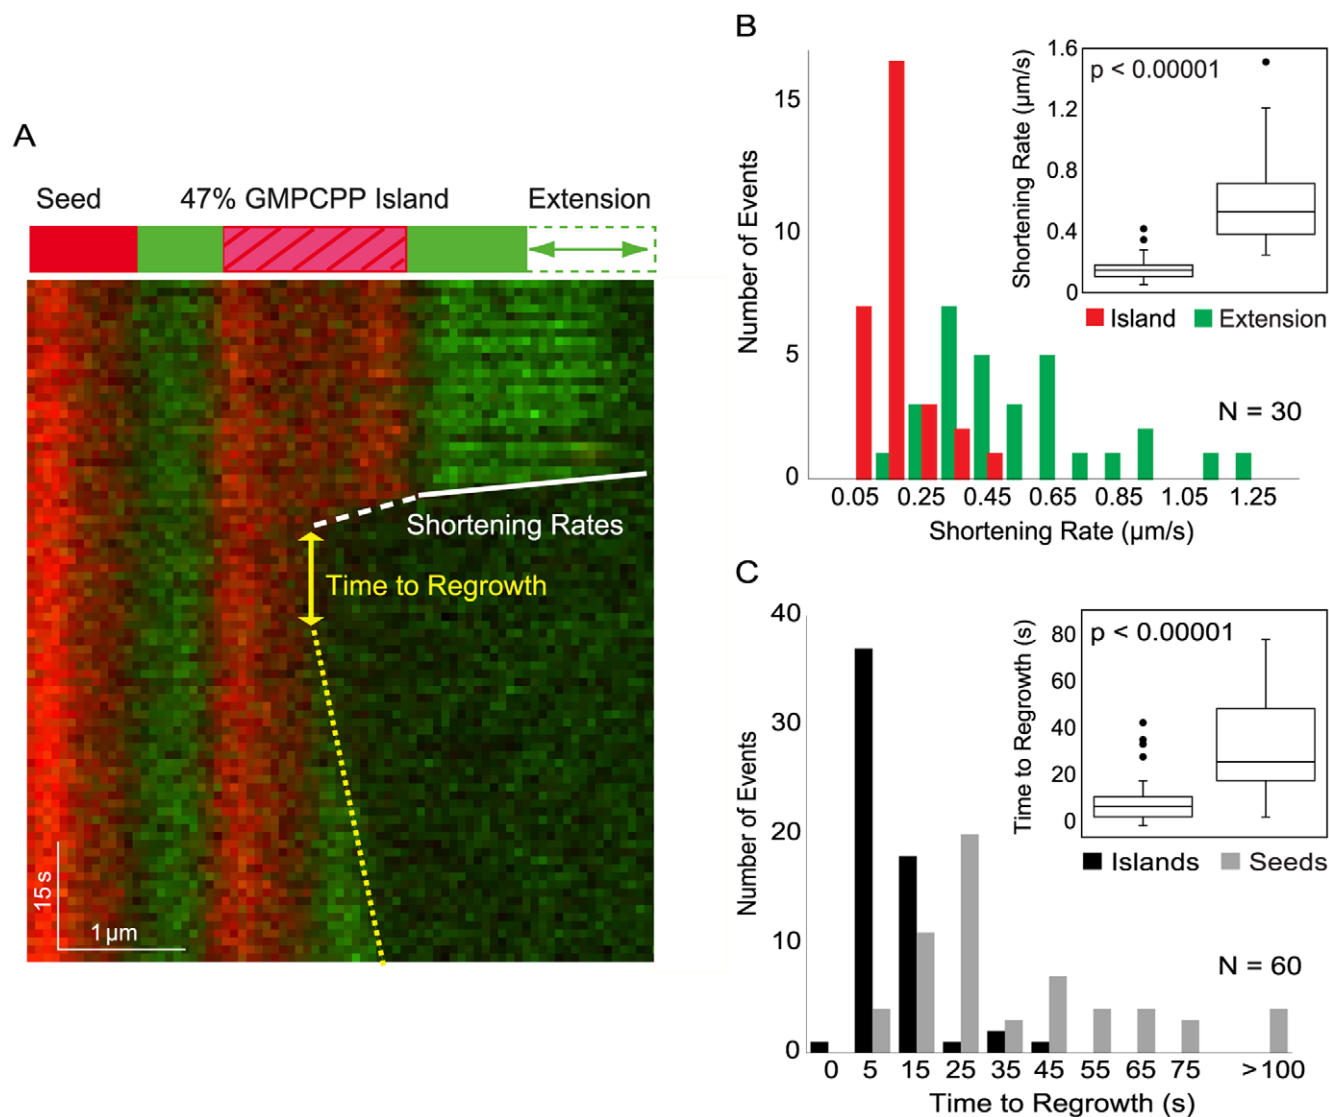 A
Seed 47% GMPCPP Island Extension
Shortening Rates
Time to Regrowth
15 s
1 µm
B
Number of Events
15
10
5
0
0.05 0.25 0.45 0.65 0.85 1.05 1.25
Shortening Rate (µm/s)
Shortening Rate (µm/s)
1.6
1.2
0.8
0.4
0
p < 0.00001
Island Extension
N = 30
C
Number of Events
40
30
20
10
0
0 5 15 25 35 45 55 65 75 >100
Time to Regrowth (s)
Time to Regrowth (s)
80
60
40
20
0
p < 0.00001
Islands Seeds
N = 60